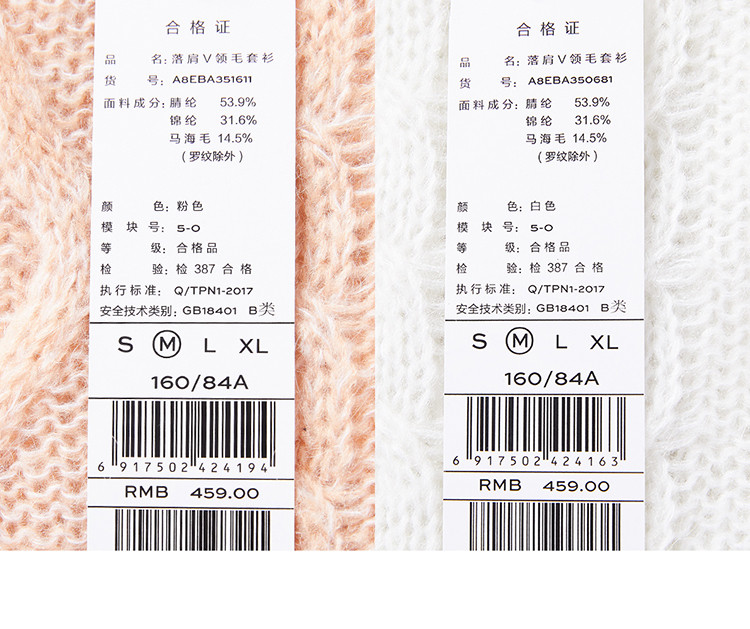 合格证
品 名: 落肩V领毛套衫
货 号: A8EBA351611
面料成分: 腈纶 53.9%
锦纶 31.6%
马海毛 14.5%
(罗纹除外)
颜 色: 粉色
模 块 号: 5-0
等 级: 合格品
检 验: 检 387 合格
执行标准: Q/TPN1-2017
安全技术类别: GB18401 B类
S M L XL
160/84A
6 917502 424194
RMB 459.00
合格证
品 名: 落肩V领毛套衫
货 号: A8EBA350681
面料成分: 腈纶 53.9%
锦纶 31.6%
马海毛 14.5%
(罗纹除外)
颜 色: 白色
模 块 号: 5-0
等 级: 合格品
检 验: 检 387 合格
执行标准: Q/TPN1-2017
安全技术类别: GB18401 B类
S M L XL
160/84A
6 917502 424163
RMB 459.00